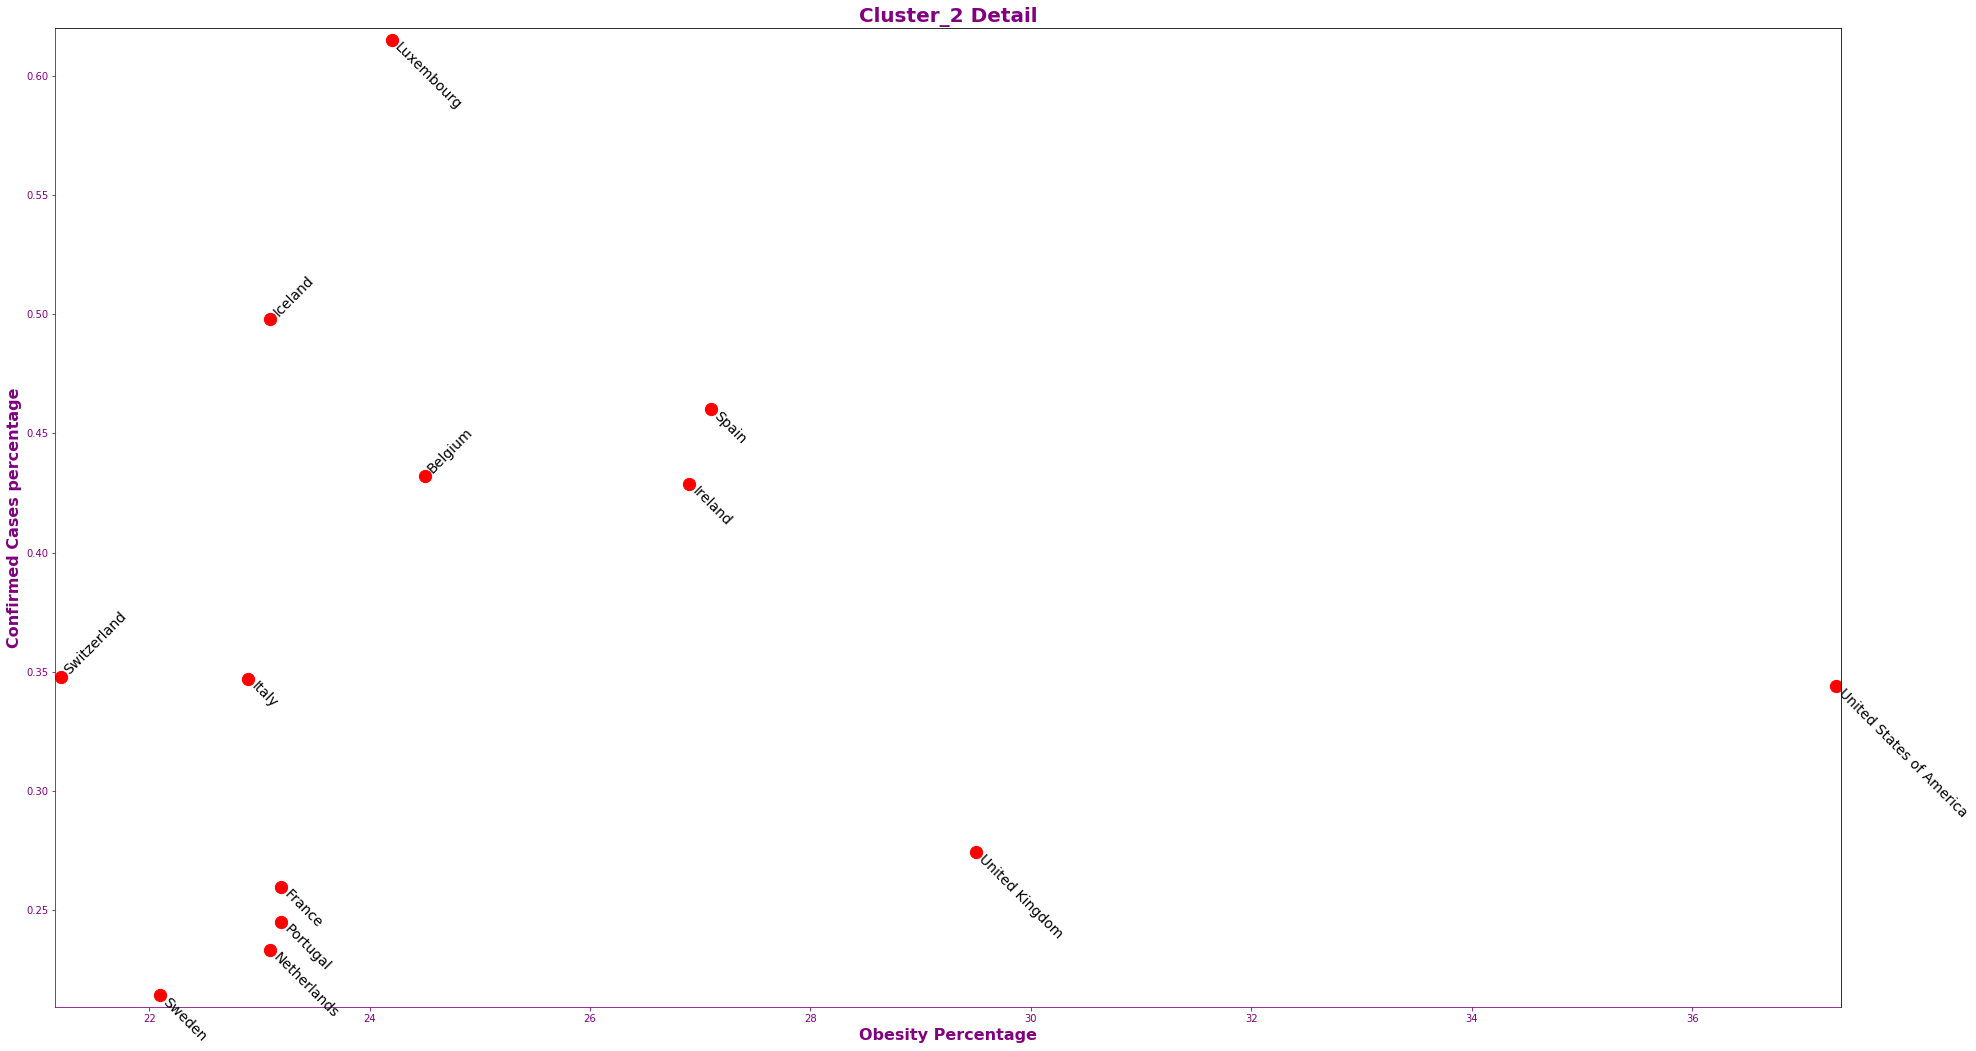 Cluster_2 Detail
Confirmed Cases percentage
0.60
0.55
0.50
0.45
0.40
0.35
0.30
0.25
Luxembourg
Iceland
Spain
Belgium
Ireland
Switzerland
Italy
United States of America
United Kingdom
France
Portugal
Netherlands
Sweden
22
24
26
28
30
32
34
36
Obesity Percentage